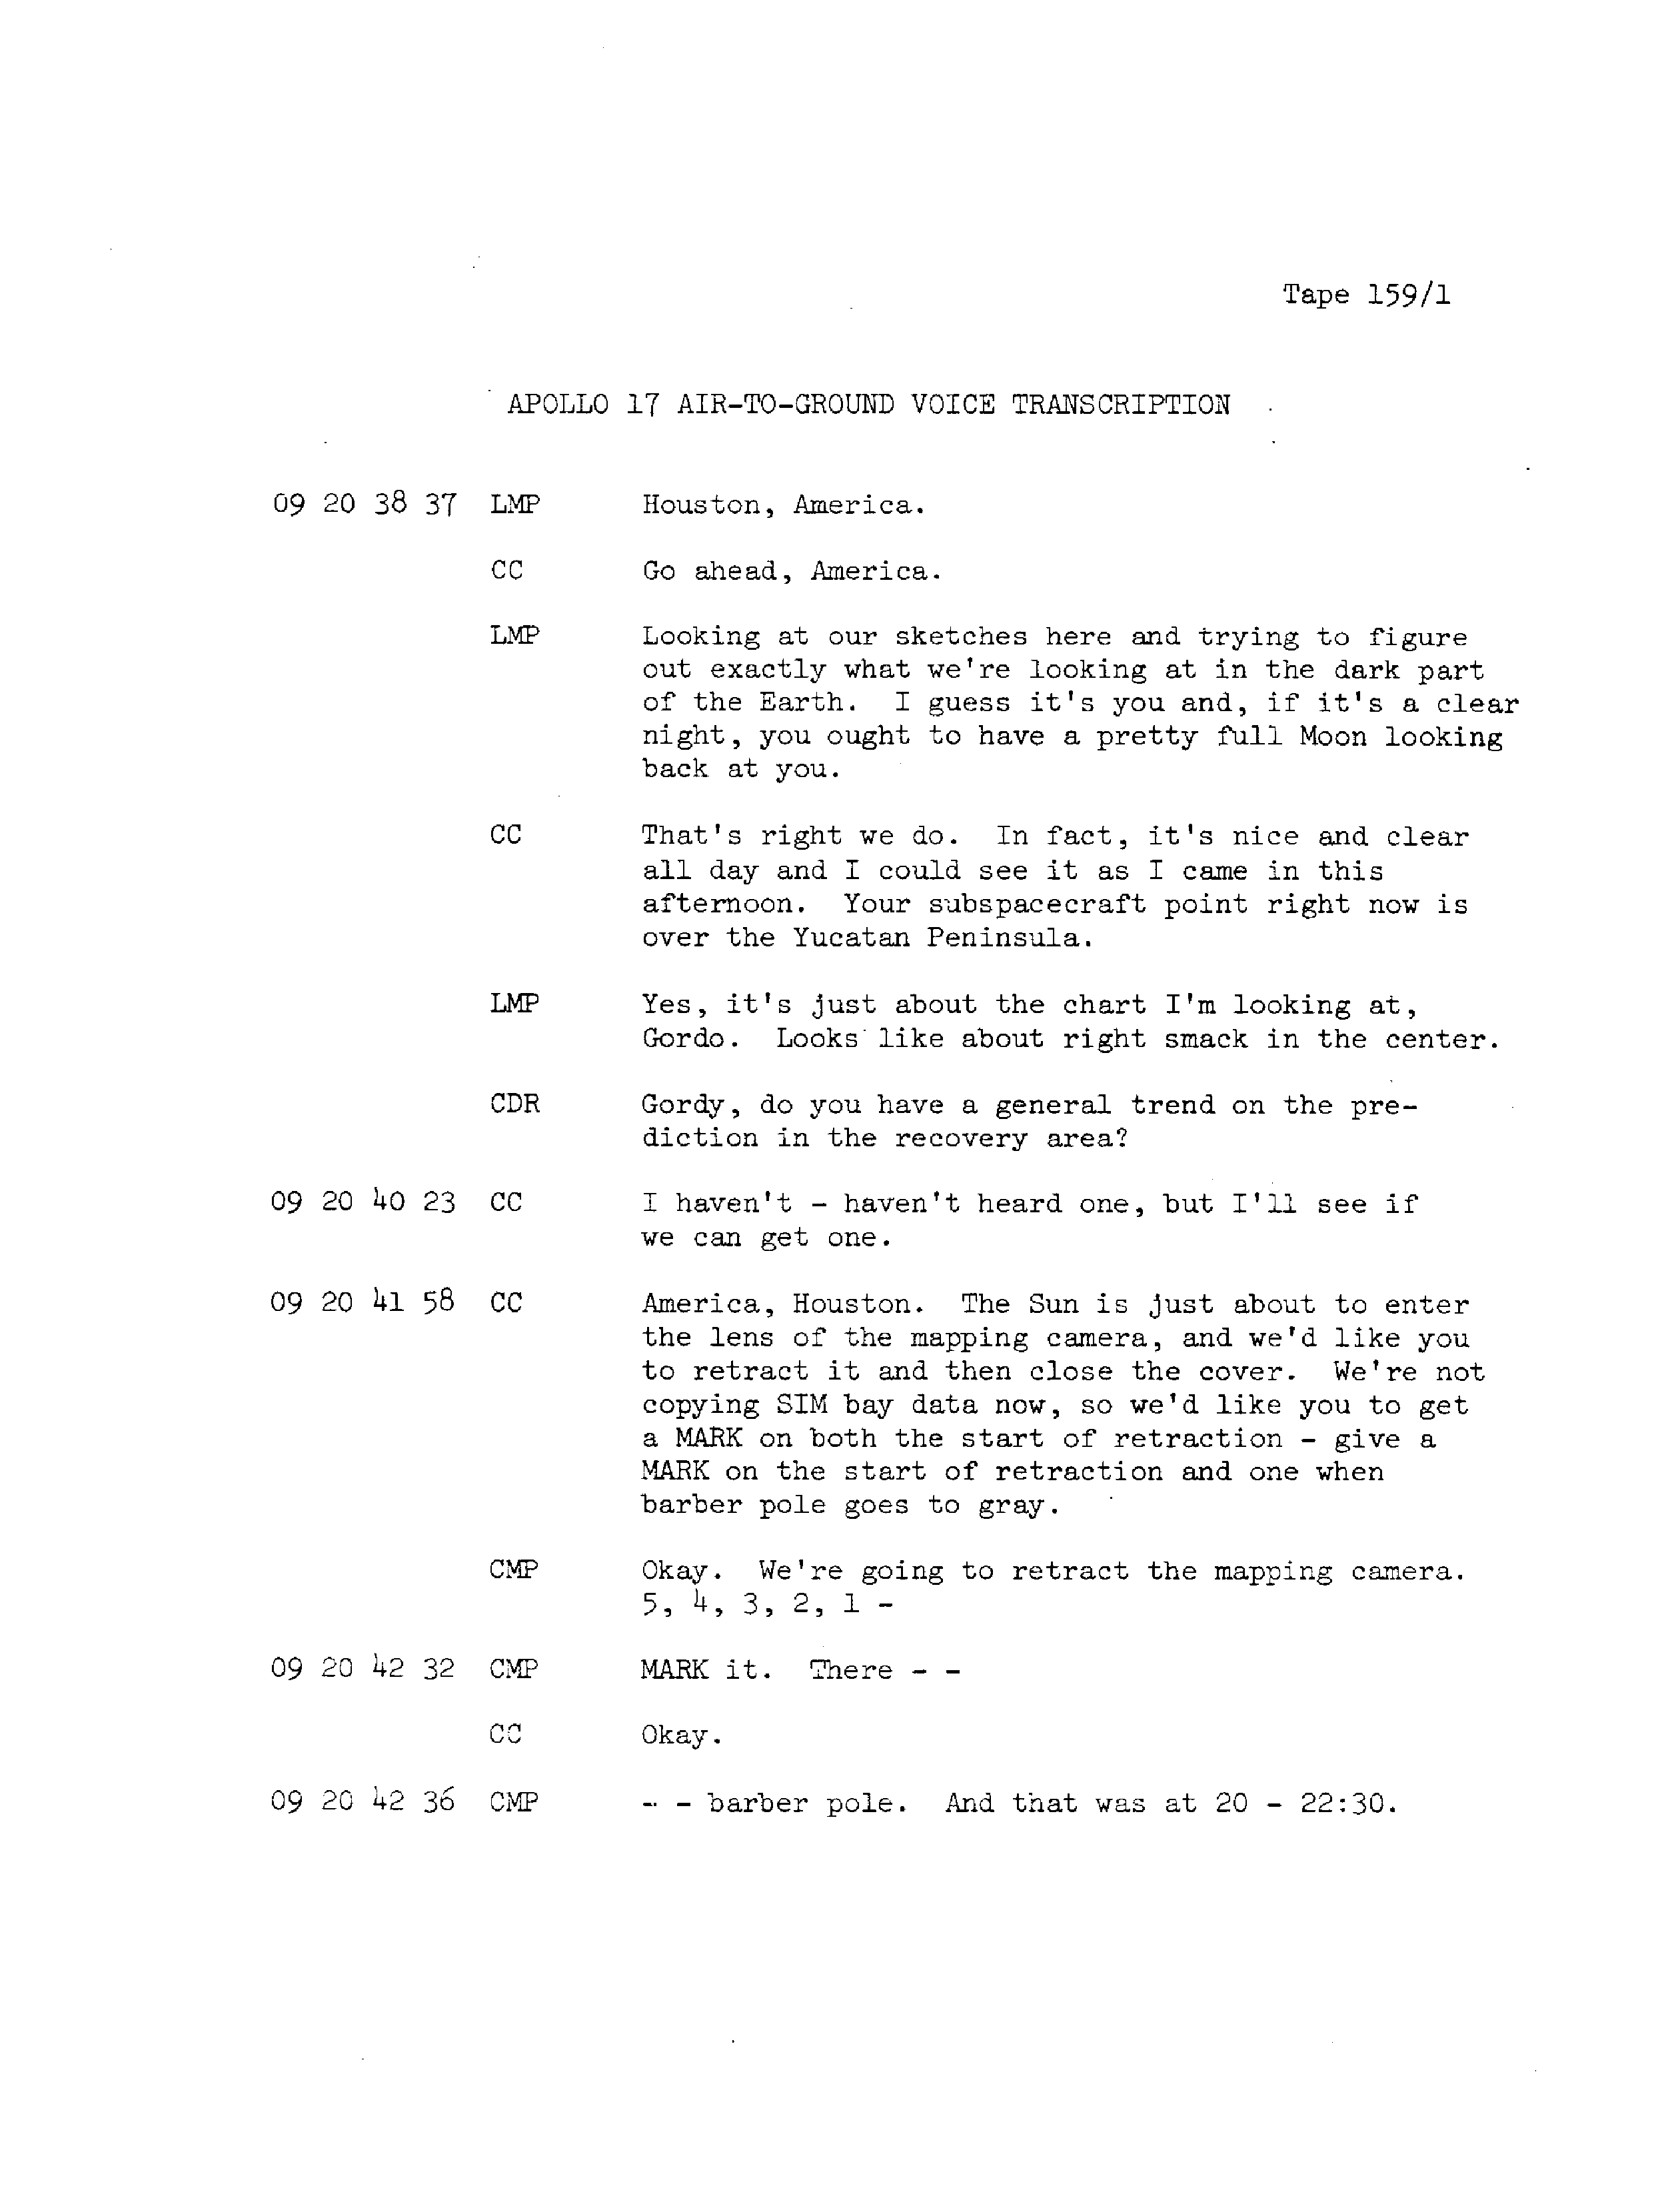 Tape 159/1
APOLLO 17 AIR-TO-GROUND VOICE TRANSCRIPTION
09 20 38 37 LMP Houston, America.
CC Go ahead, America.
LMP Looking at our sketches here and trying to figure
out exactly what we're looking at in the dark part
of the Earth. I guess it's you and, if it's a clear
night, you ought to have a pretty full Moon looking
back at you.
CC That's right we do. In fact, it's nice and clear
all day and I could see it as I came in this
afternoon. Your subspacecraft point right now is
over the Yucatan Peninsula.
LMP Yes, it's just about the chart I'm looking at,
Gordo. Looks like about right smack in the center.
CDR Gordy, do you have a general trend on the pre-
diction in the recovery area?
09 20 40 23 CC I haven't - haven't heard one, but I'll see if
we can get one.
09 20 41 58 CC America, Houston. The Sun is just about to enter
the lens of the mapping camera, and we'd like you
to retract it and then close the cover. We're not
copying SIM bay data now, so we'd like you to get
a MARK on both the start of retraction - give a
MARK on the start of retraction and one when
barber pole goes to gray.
CMP Okay. We're going to retract the mapping camera.
5, 4, 3, 2, 1 -
09 20 42 32 CMP MARK it. There - -
CC Okay.
09 20 42 36 CMP - - barber pole. And that was at 20 - 22:30.